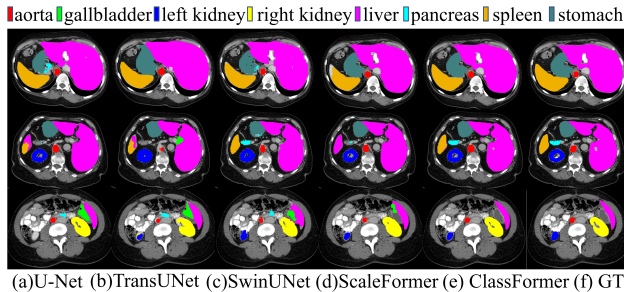 aorta gallbladder left kidney right kidney liver pancreas spleen stomach
(a)U-Net (b)TransUNet (c)SwinUNet (d)ScaleFormer (e) ClassFormer (f) GT